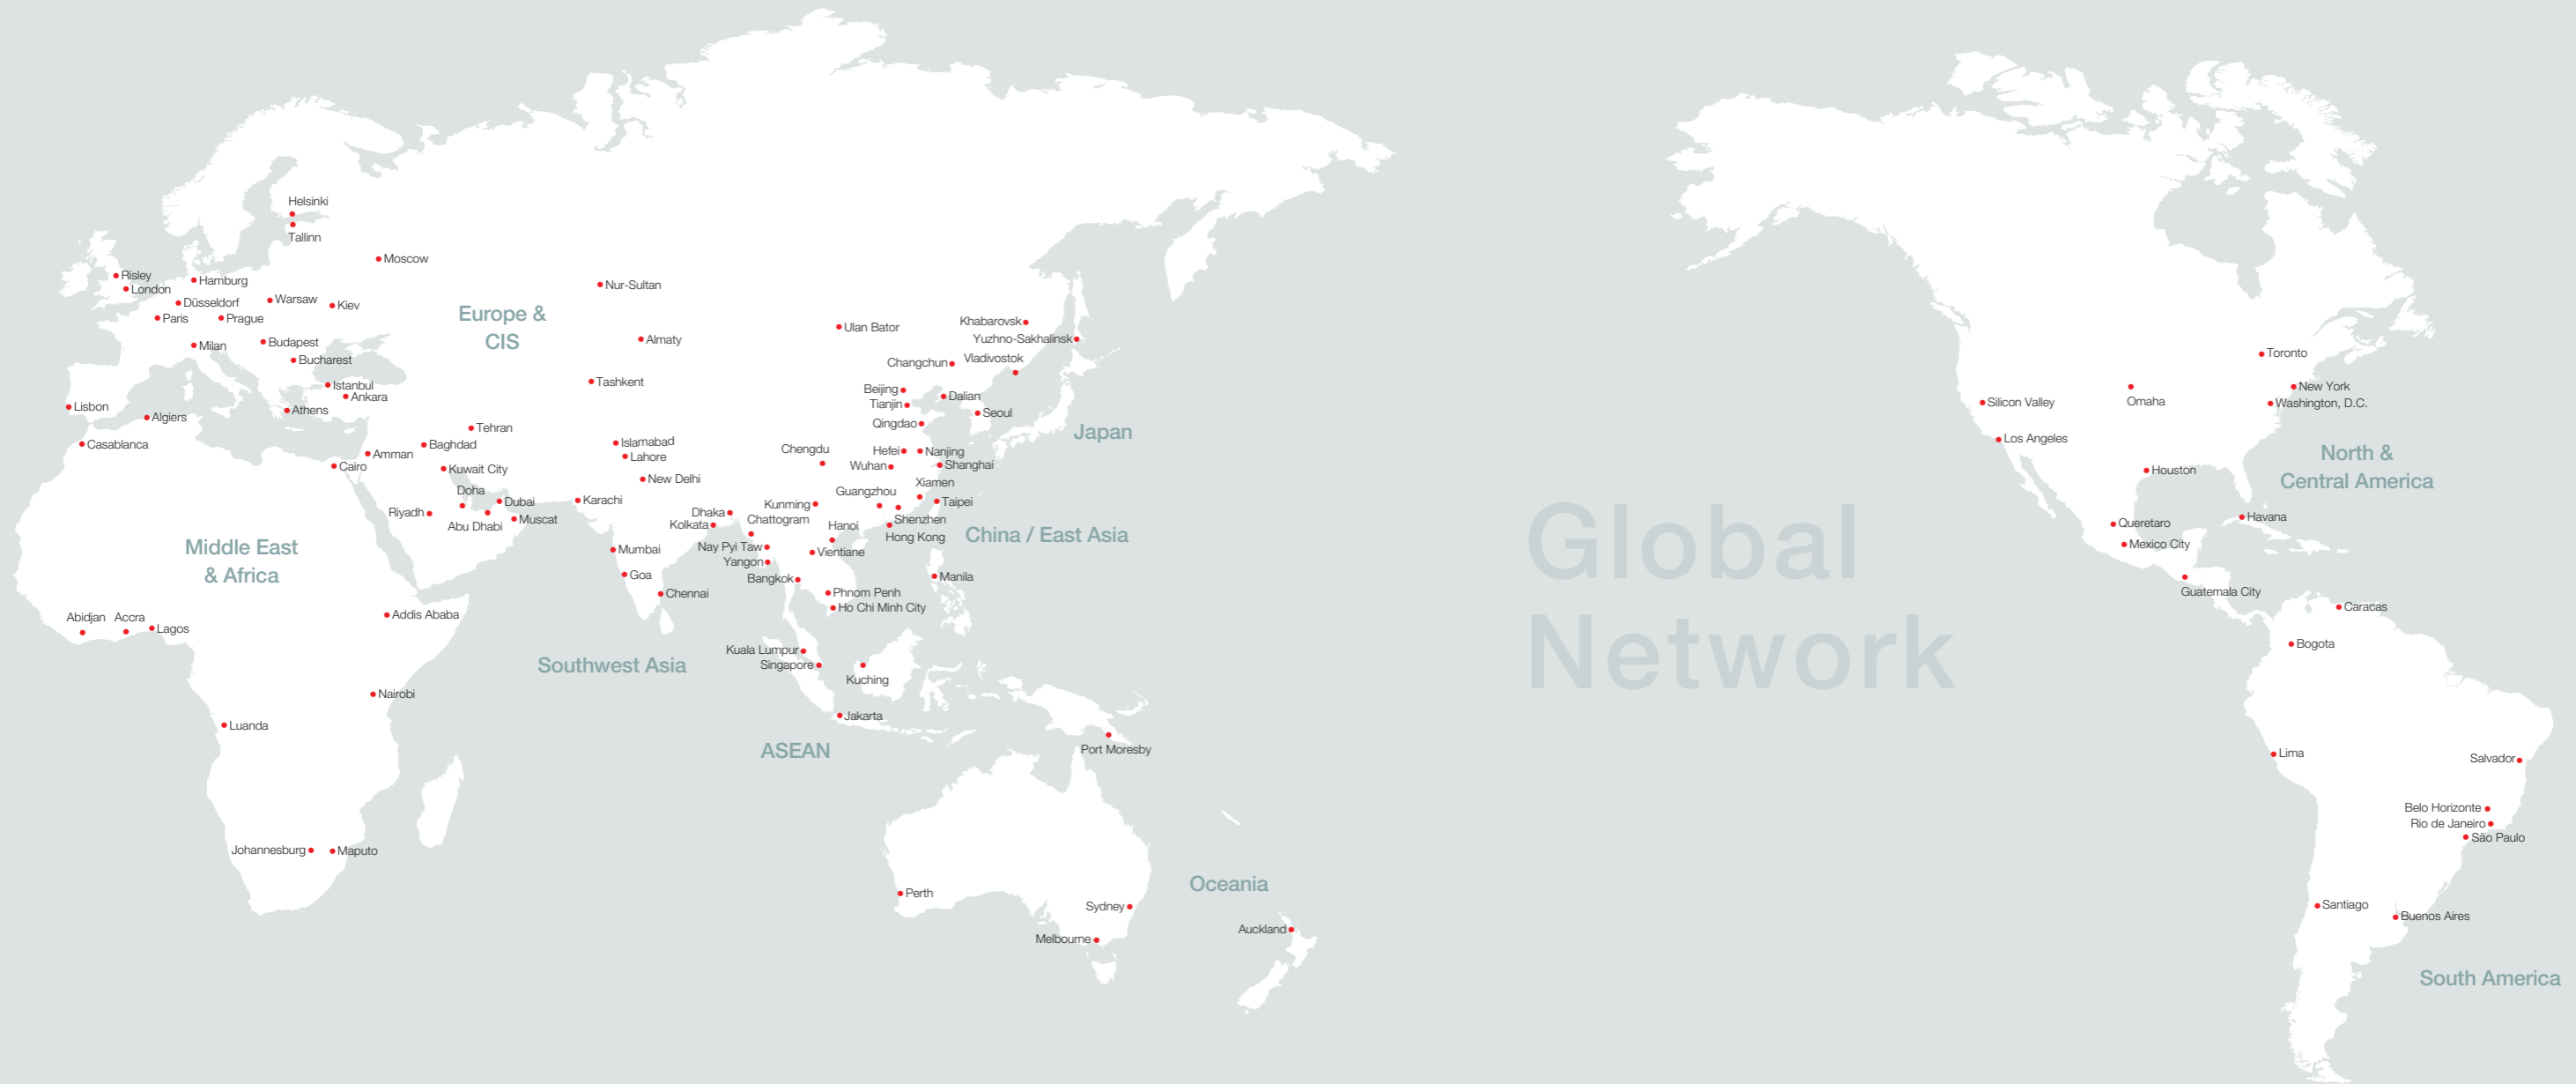 Helsinki
Tallinn
Moscow
Risley
London
Hamburg
Düsseldorf
Warsaw
Kiev
Paris
Prague
Milan
Budapest
Bucharest
Istanbul
Ankara
Athens
Lisbon
Algiers
Casablanca
Europe &
CIS
Nur-Sultan
Almaty
Tashkent
Ulan Bator
Khabarovsk
Yuzhno-Sakhalinsk
Vladivostok
Changchun
Beijing
Tianjin
Dalian
Seoul
Qingdao
Japan
Tehran
Baghdad
Amman
Cairo
Kuwait City
Doha
Dubai
Riyadh
Abu Dhabi
Muscat
Islamabad
Lahore
New Delhi
Karachi
Dhaka
Kolkata
Chattogram
Mumbai
Goa
Chennai
Chengdu
Hefei
Nanjing
Wuhan
Shanghai
Xiamen
Guangzhou
Taipei
Kunming
Shenzhen
Hong Kong
Hanoi
China / East Asia
Nay Pyi Taw
Vientiane
Yangon
Bangkok
Manila
Phnom Penh
Ho Chi Minh City
Middle East
& Africa
Abidjan
Accra
Lagos
Addis Ababa
Nairobi
Luanda
Johannesburg
Maputo
Southwest Asia
Kuala Lumpur
Singapore
Kuching
Jakarta
ASEAN
Port Moresby
Perth
Sydney
Melbourne
Oceania
Auckland
Global
Network
Toronto
New York
Washington, D.C.
Omaha
Silicon Valley
Los Angeles
Houston
North &
Central America
Havana
Queretaro
Mexico City
Guatemala City
Caracas
Bogota
Lima
Salvador
Belo Horizonte
Rio de Janeiro
São Paulo
Santiago
Buenos Aires
South America